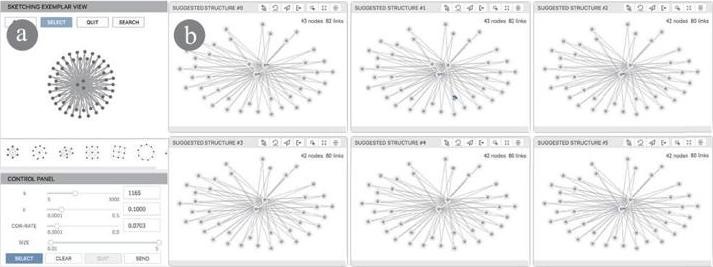 SKETCHING EXEMPLAR VIEW
SELECT QUIT SEARCH
a
CONTROL PANEL
1165
5 3000
ε 0.1000
0.0001 0.5
COM-RATE 0.0703
0.0001 0.5
SIZE
0.01 5
SELECT CLEAR QUIT SEND
b
SUGGESTED STRUCTURE #0
43 nodes 82 links
SUGGESTED STRUCTURE #1
43 nodes 82 links
SUGGESTED STRUCTURE #2
42 nodes 80 links
SUGGESTED STRUCTURE #3
42 nodes 80 links
SUGGESTED STRUCTURE #4
42 nodes 80 links
SUGGESTED STRUCTURE #5
42 nodes 80 links